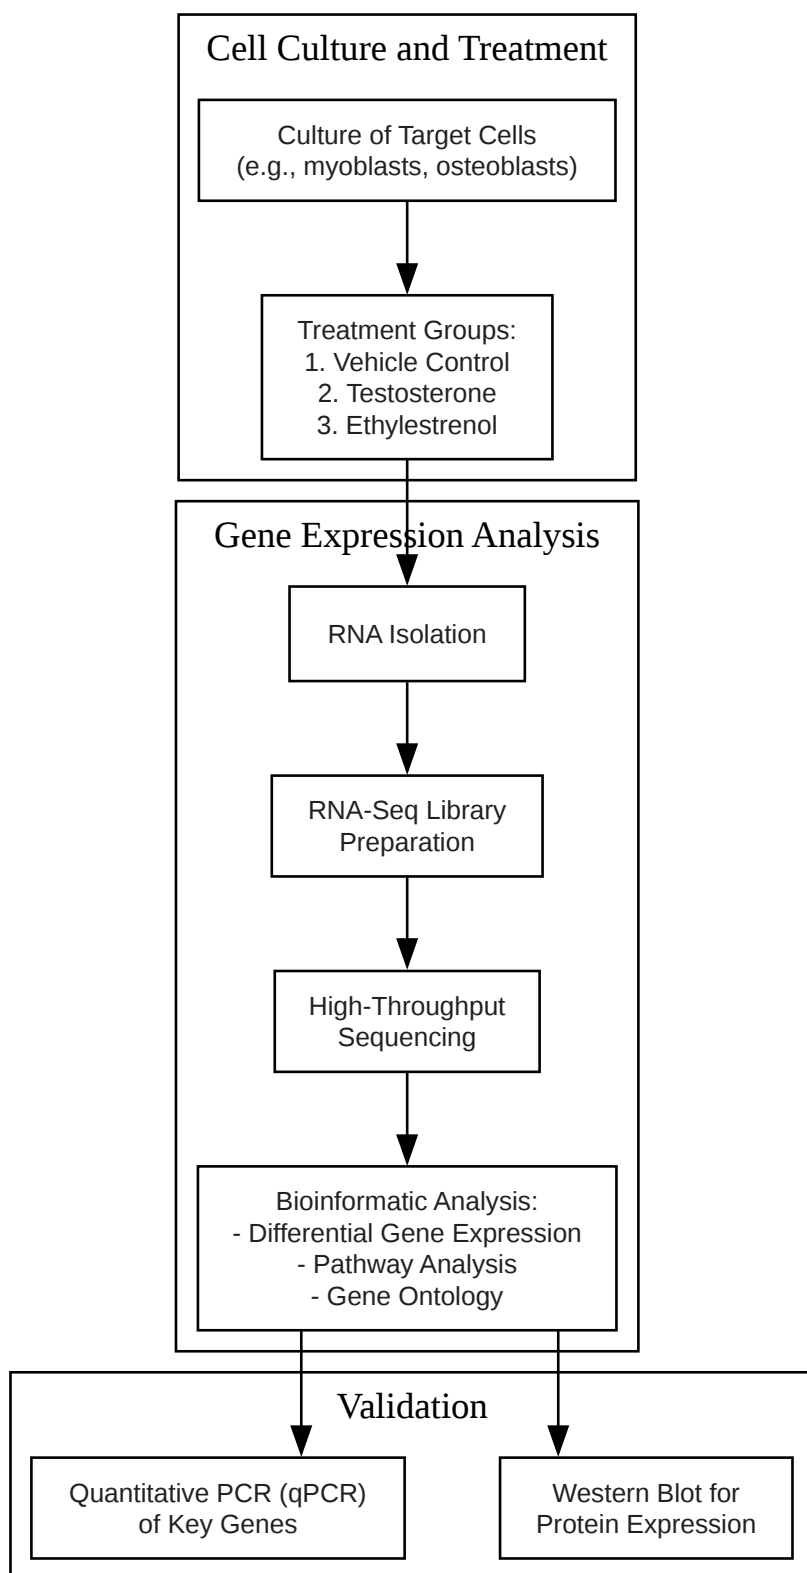 Cell Culture and Treatment
Culture of Target Cells
(e.g., myoblasts, osteoblasts)
Treatment Groups:
1. Vehicle Control
2. Testosterone
3. Ethylestrenol
Gene Expression Analysis
RNA Isolation
RNA-Seq Library
Preparation
High-Throughput
Sequencing
Bioinformatic Analysis:
- Differential Gene Expression
- Pathway Analysis
- Gene Ontology
Validation
Quantitative PCR (qPCR)
of Key Genes
Western Blot for
Protein Expression